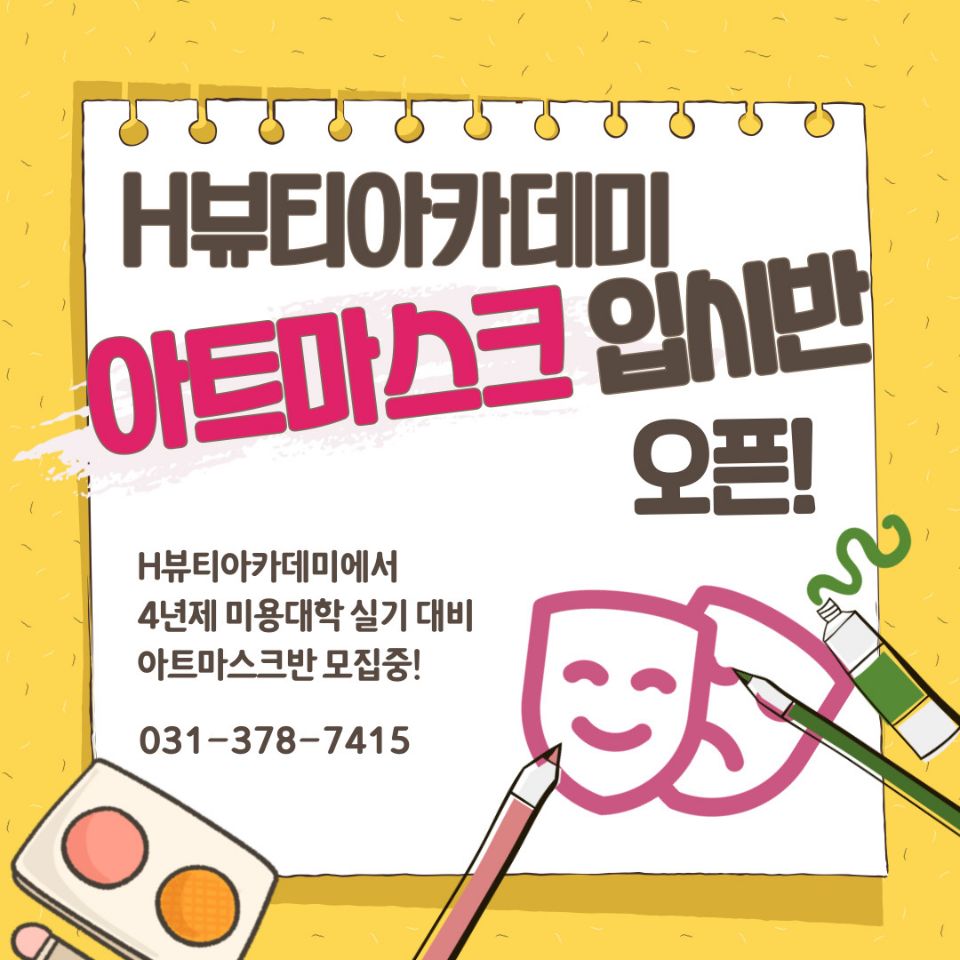 H뷰티아카데미
아트마스크 입시반
오픈!
H뷰티아카데미에서
4년제 미용대학 실기 대비
아트마스크반 모집중!
031-378-7415